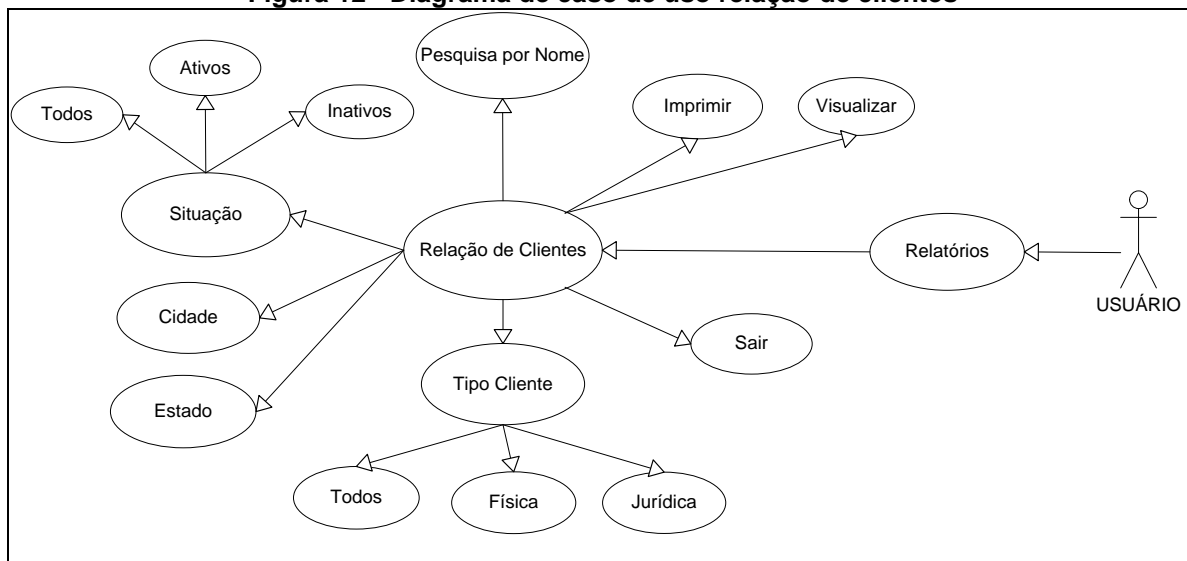 Figura 12 - Diagrama de caso de uso relação de clientes
Pesquisa por Nome
Ativos
Todos
Inativos
Imprimir
Visualizar
Situação
Relação de Clientes
Relatórios
USUÁRIO
Cidade
Sair
Tipo Cliente
Estado
Todos
Física
Jurídica